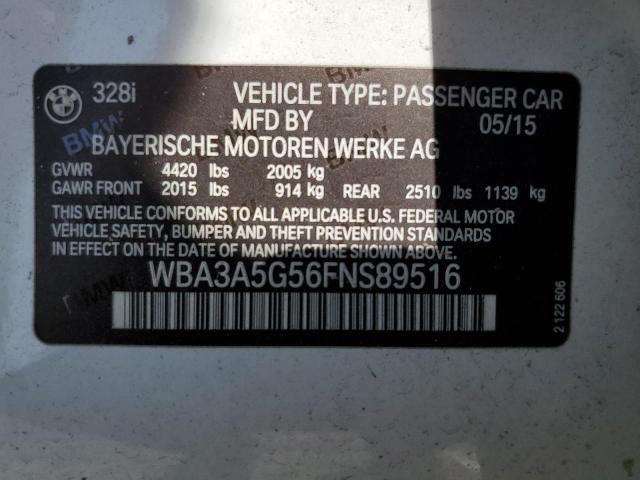 328i VEHICLE TYPE: PASSENGER CAR
MFD BY 05/15
BAYERISCHE MOTOREN WERKE AG
GVWR 4420 lbs 2005 kg
GAWR FRONT 2015 lbs 914 kg REAR 2510 lbs 1139 kg
THIS VEHICLE CONFORMS TO ALL APPLICABLE U.S. FEDERAL MOTOR
VEHICLE SAFETY, BUMPER AND THEFT PREVENTION STANDARDS
IN EFFECT ON THE DATE OF MANUFACTURE SHOWN ABOVE.
WBA3A5G56FNS89516
2 122 606